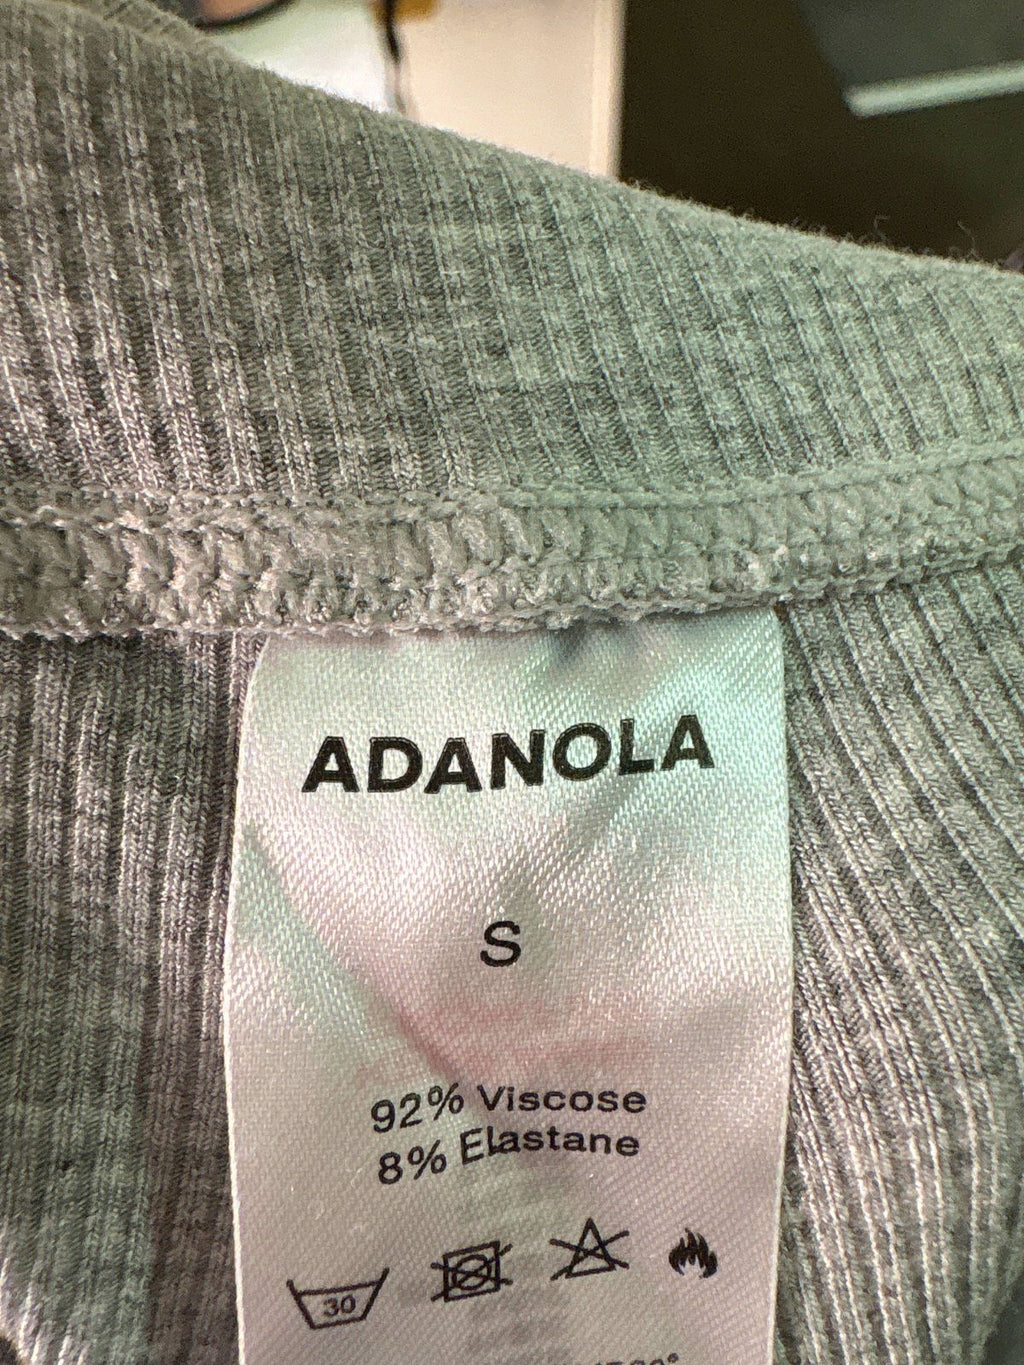 ADANOLA
S
92% Viscose
8% Elastane
30